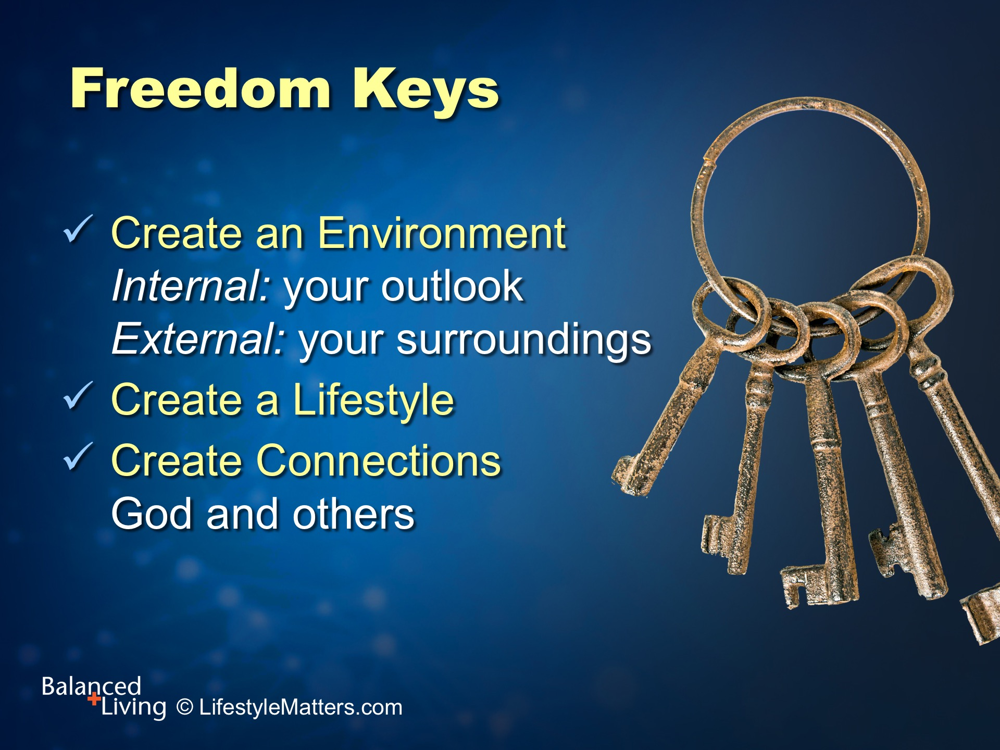 Freedom Keys
✓ Create an Environment
Internal: your outlook
External: your surroundings
✓ Create a Lifestyle
✓ Create Connections
God and others
Balanced
+Living © LifestyleMatters.com